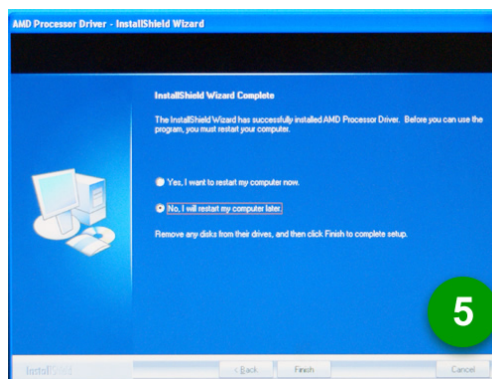 AMD Processor Driver - InstallShield Wizard
InstallShield Wizard Complete
The InstallShield Wizard has successfully installed AMD Processor Driver. Before you can use the
program, you must restart your computer.
Yes, I want to restart my computer now.
No, I will restart my computer later.
Remove any disks from their drives, and then click Finish to complete setup.
5
InstallShield
< Back
Finish
Cancel